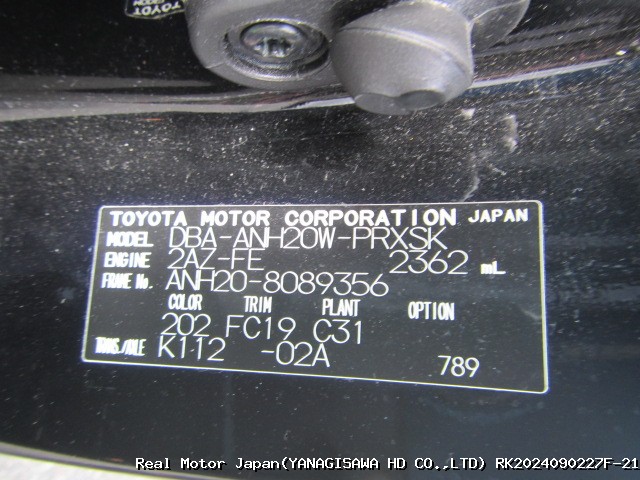 TOYOTA
TOYOTA MOTOR CORPORATION JAPAN
MODEL DBA-ANH20W-PRXSK
ENGINE 2AZ-FE 2362 mL
FRAME No. ANH20-8089356
COLOR TRIM PLANT OPTION
202 FC19 C31
TRANS./AXLE K112 -02A
789
Real Motor Japan(YANAGISAWA HD CO.,LTD) RK2024090227F-21